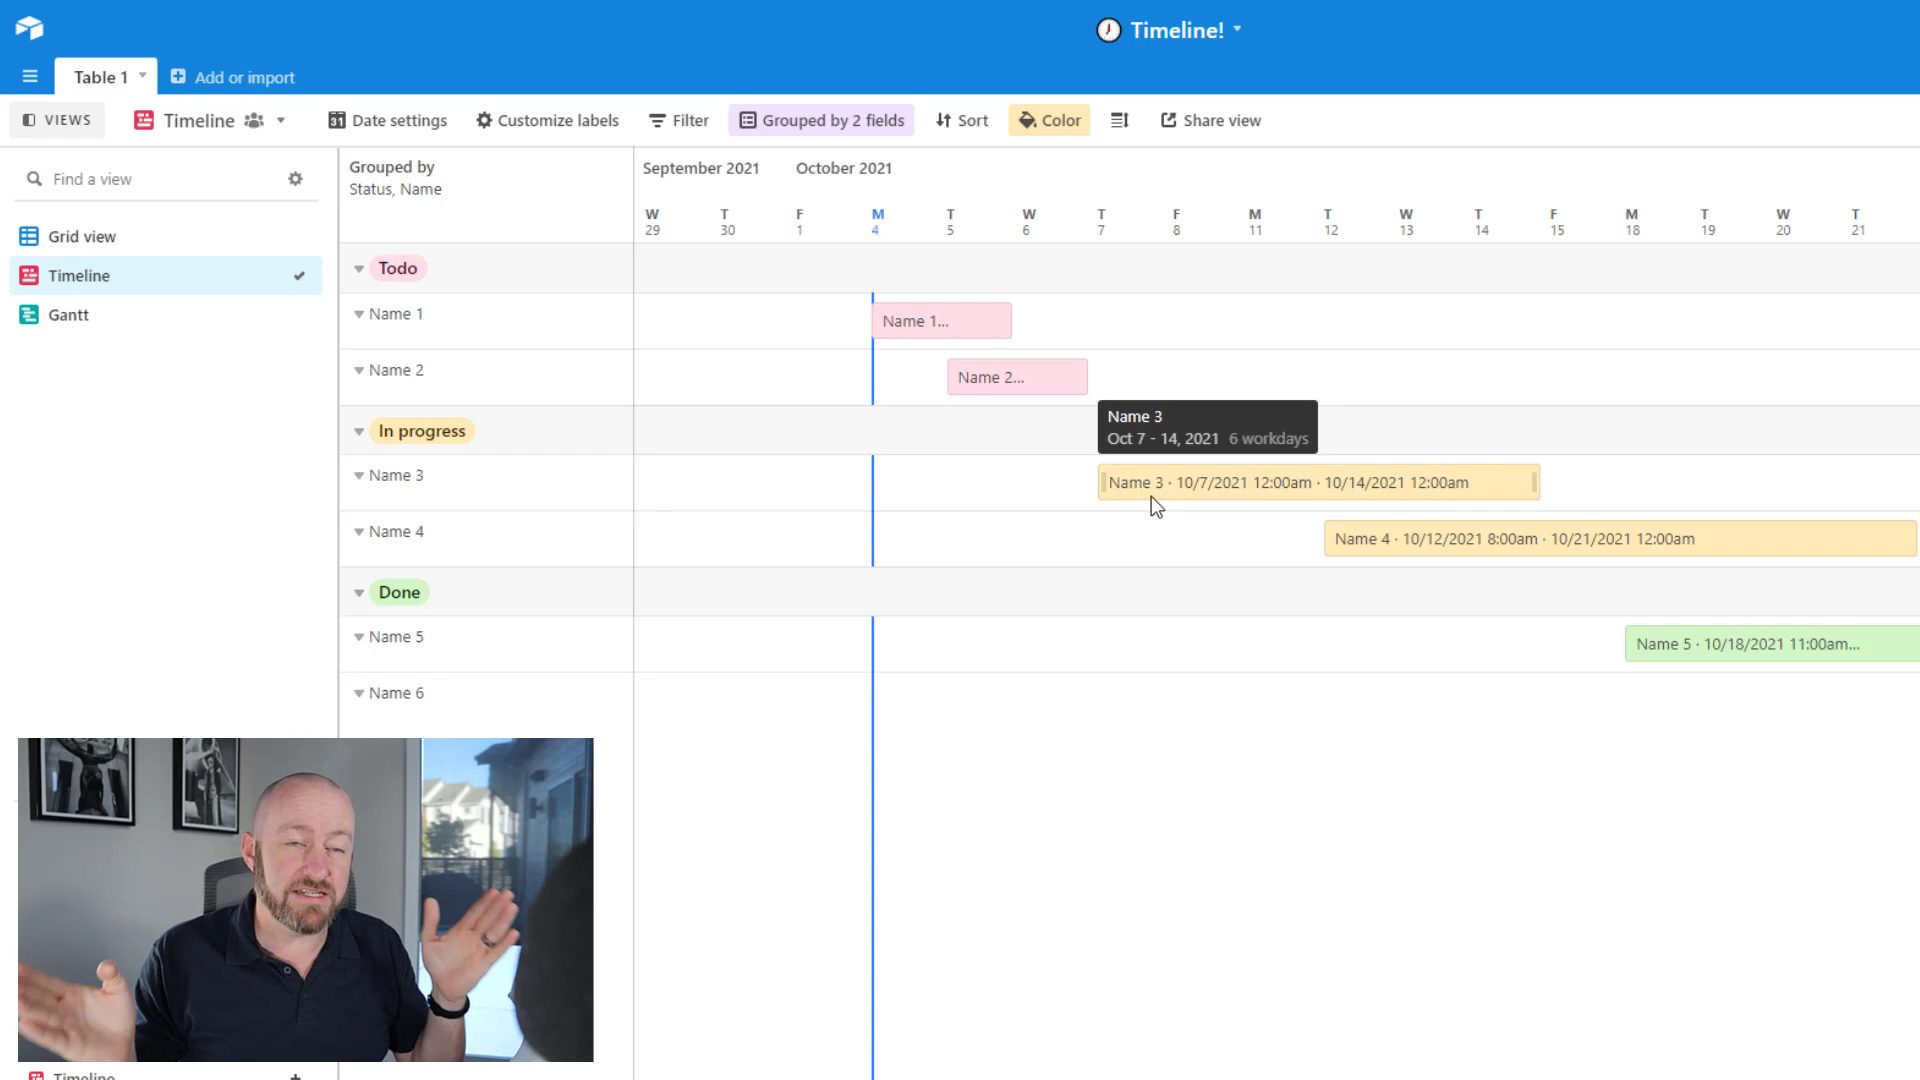 Timeline!
Table 1
Add or import
VIEWS
Timeline
31
Date settings
Customize labels
Filter
Grouped by 2 fields
Sort
Color
Share view
Find a view
Grid view
Timeline
Gantt
Grouped by
Status, Name
September 2021 October 2021
W T F M T W T F M T W T F M T W T
29 30 1 4 5 6 7 8 11 12 13 14 15 18 19 20 21
Todo
Name 1
Name 1...
Name 2
Name 2...
In progress
Name 3
Oct 7 - 14, 2021 6 workdays
Name 3
Name 3 · 10/7/2021 12:00am · 10/14/2021 12:00am
Name 4
Name 4 · 10/12/2021 8:00am · 10/21/2021 12:00am
Done
Name 5
Name 5 · 10/18/2021 11:00am...
Name 6
Timeline